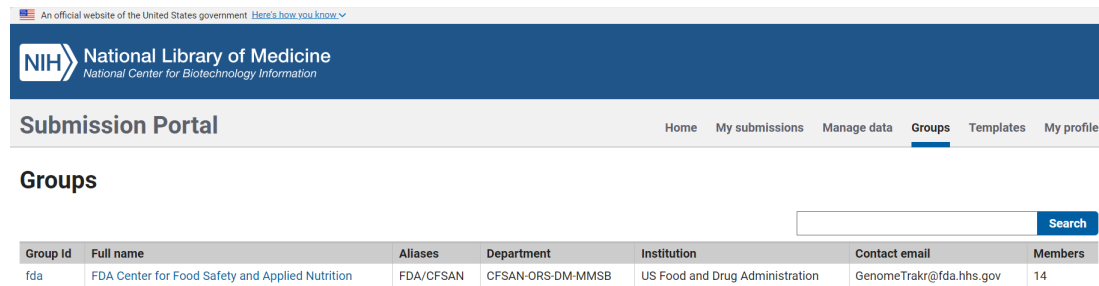 An official website of the United States government Here's how you know
NIH National Library of Medicine
National Center for Biotechnology Information
Submission Portal Home My submissions Manage data Groups Templates My profile
Groups
Search
Group Id Full name Aliases Department Institution Contact email Members
fda FDA Center for Food Safety and Applied Nutrition FDA/CFSAN CFSAN-ORS-DM-MMSB US Food and Drug Administration GenomeTrakr@fda.hhs.gov 14